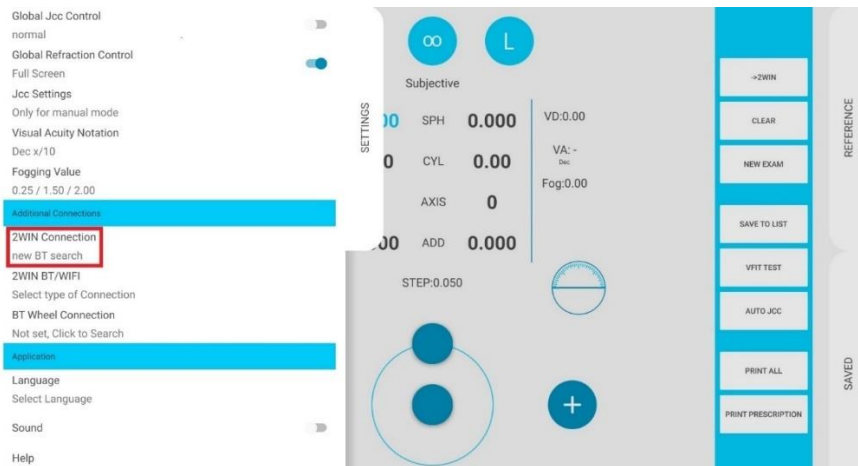 Global Jcc Control
normal
Global Refraction Control
Full Screen
Jcc Settings
Only for manual mode
Visual Acuity Notation
Dec x/10
Fogging Value
0.25 / 1.50 / 2.00
Additional Connections
2WIN Connection
new BT search
2WIN BT/WIFI
Select type of Connection
BT Wheel Connection
Not set, Click to Search
Application
Language
Select Language
Sound
Help
SETTINGS
∞ L
Subjective
00 SPH 0.000
0 CYL 0.00
AXIS 0
00 ADD 0.000
STEP:0.050
VD:0.00
VA: -
Dec
Fog:0.00
+
->2WIN
CLEAR
NEW EXAM
SAVE TO LIST
VFIT TEST
AUTO JCC
PRINT ALL
PRINT PRESCRIPTION
REFERENCE
SAVED